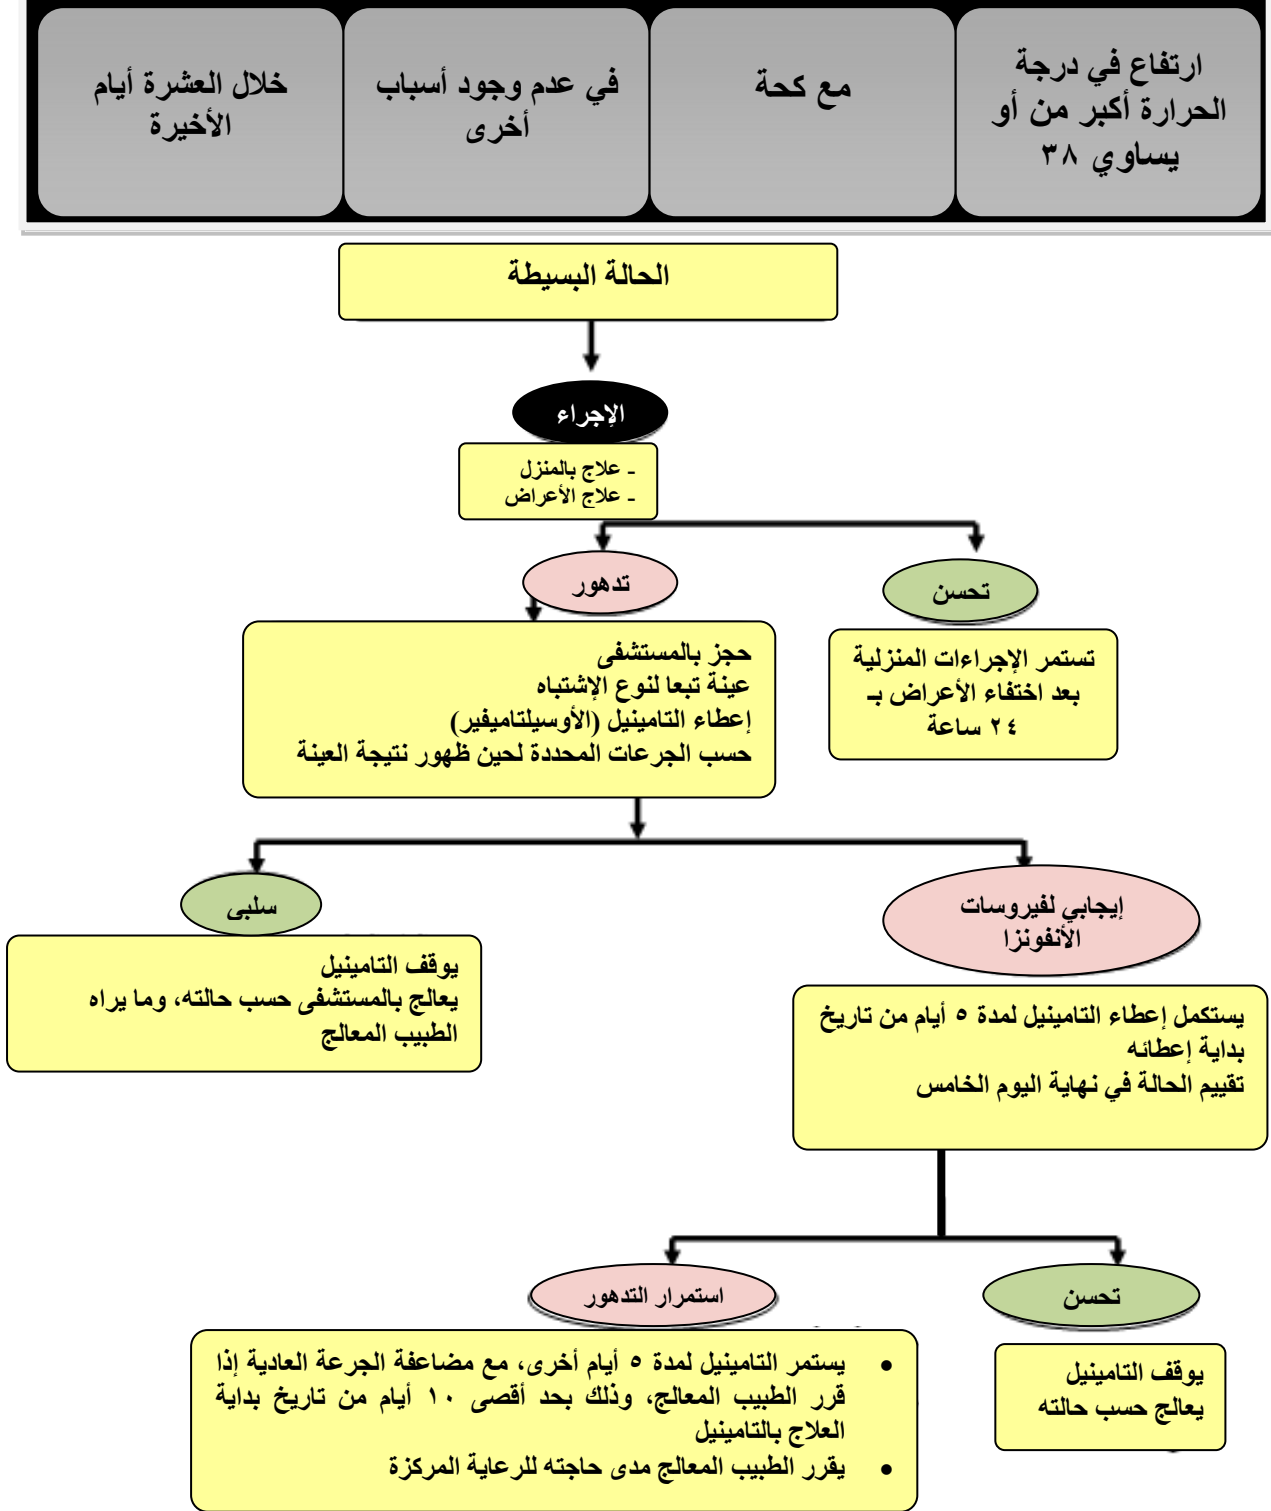 ارتفاع في درجة
الحرارة أكبر من أو
يساوي ٣٨
مع كحة
في عدم وجود أسباب
أخرى
خلال العشرة أيام
الأخيرة
الحالة البسيطة
الإجراء
- علاج بالمنزل
- علاج الأعراض
تحسن
تستمر الإجراءات المنزلية
بعد اختفاء الأعراض بـ
٢٤ ساعة
تدهور
حجز بالمستشفى
عينة تبعا لنوع الإشتباه
إعطاء التامينيل (الأوسيلتاميفير)
حسب الجرعات المحددة لحين ظهور نتيجة العينة
إيجابي لفيروسات
الأنفونزا
يستكمل إعطاء التامينيل لمدة ٥ أيام من تاريخ
بداية إعطائه
تقييم الحالة في نهاية اليوم الخامس
سلبى
يوقف التامينيل
يعالج بالمستشفى حسب حالته، وما يراه
الطبيب المعالج
تحسن
يوقف التامينيل
يعالج حسب حالته
استمرار التدهور
• يستمر التامينيل لمدة ٥ أيام أخرى، مع مضاعفة الجرعة العادية إذا
قرر الطبيب المعالج، وذلك بحد أقصى ١٠ أيام من تاريخ بداية
العلاج بالتامينيل
• يقرر الطبيب المعالج مدى حاجته للرعاية المركزة